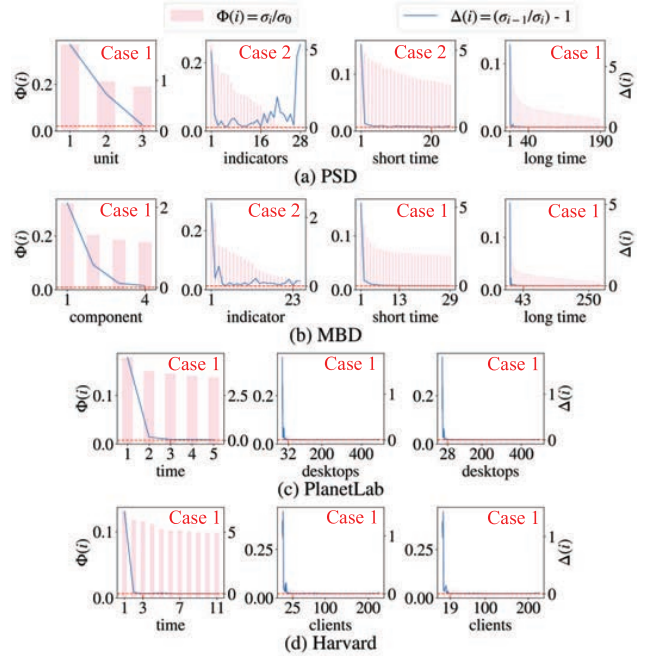 Φ(i) = σi/σ0 Δ(i) = (σi−1/σi) - 1
Case 1 Case 2 Case 1 Case 1
Φ(i) 0.2 0.0 1 0 0.2 0.0 5 0 0.1 0.0 5 0 0.1 0.0 5 0 Δ(i)
1 2 3 1 16 28 1 20 1 40 190
unit indicators short time long time
(a) PSD
Case 1 Case 2 Case 1 Case 1
Φ(i) 0.2 0.0 2 1 0 0.2 0.0 2 0 0.1 0.0 5 0 0.1 0.0 5 0 Δ(i)
1 4 1 23 1 13 29 43 250
component indicator short time long time
(b) MBD
Case 1 Case 1 Case 1
Φ(i) 0.1 0.0 2.5 0.0 0.2 0.0 1 0 0.2 0.0 1 0 Δ(i)
1 2 3 4 5 32 200 400 28 200 400
time desktops desktops
(c) PlanetLab
Case 1 Case 1 Case 1
Φ(i) 0.1 0.0 5 0 0.25 0.00 1 0 0.25 0.00 1 0 Δ(i)
1 3 7 11 25 100 200 19 100 200
time clients clients
(d) Harvard